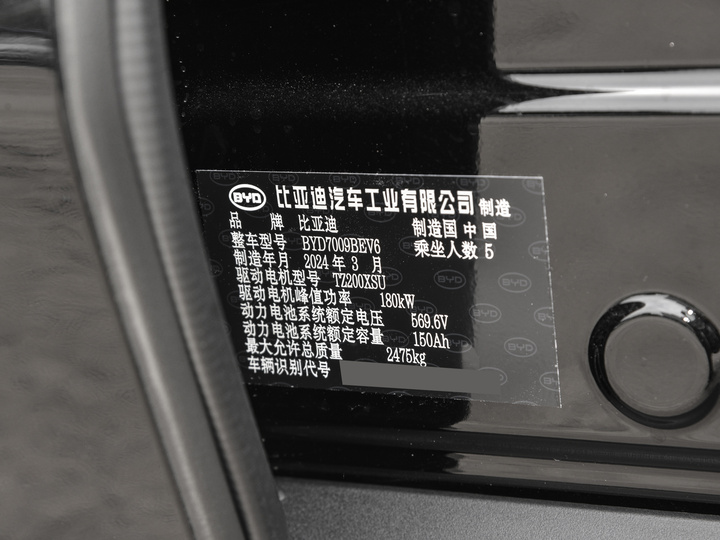 BYD 比亚迪汽车工业有限公司 制造
品 牌 比亚迪 制造国 中国
整车型号 BYD7009BEV6 乘坐人数 5
制造年月 2024 年 3 月
驱动电机型号 TZ200XSU
驱动电机峰值功率 180kW
动力电池系统额定电压 569.6V
动力电池系统额定容量 150Ah
最大允许总质量 2475kg
车辆识别代号